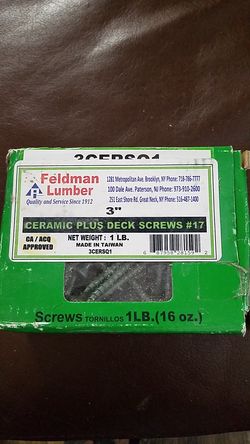 3CERSQ1
Feldman
Lumber
Quality and Service Since 1912
1281 Metropolitan Ave. Brooklyn, NY Phone: 718-786-7777
100 Dale Ave. Paterson, NJ Phone: 973-910-2600
251 East Shore Rd. Great Neck, NY Phone: 516-487-1400
3"
CERAMIC PLUS DECK SCREWS #17
CA / ACQ
APPROVED
NET WEIGHT: 1 LB.
MADE IN TAIWAN
3CERSQ1
Screws TORNILLOS 1LB.(16 oz.)